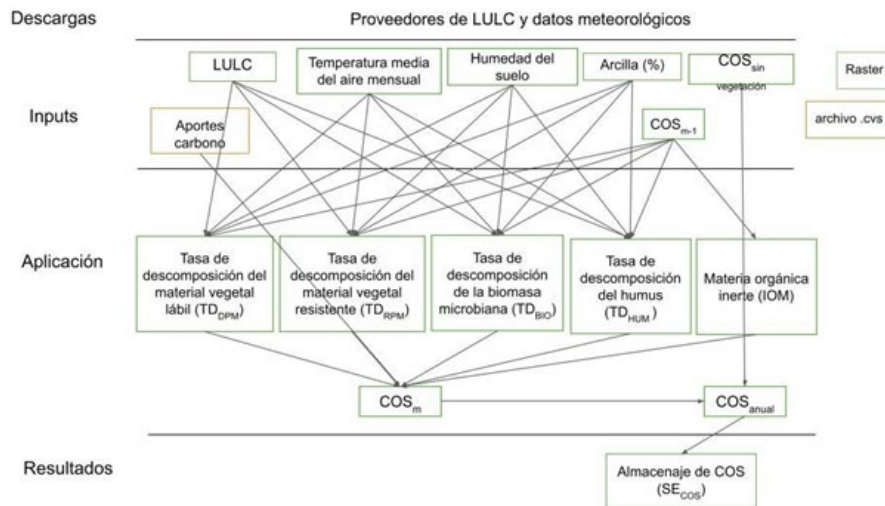 Descargas
Proveedores de LULC y datos meteorológicos
LULC
Temperatura media
del aire mensual
Humedad del
suelo
Arcilla (%)
COSsin
vegetación
Raster
Inputs
Aportes
carbono
COSm-1
archivo .cvs
Aplicación
Tasa de
descomposición del
material vegetal
lábil (TDDPM)
Tasa de
descomposición del
material vegetal
resistente (TDRPM)
Tasa de
descomposición
de la biomasa
microbiana (TDBIO)
Tasa de
descomposición
del humus
(TDHUM)
Materia orgánica
inerte (IOM)
COSm
COSanual
Resultados
Almacenaje de COS
(SECOS)